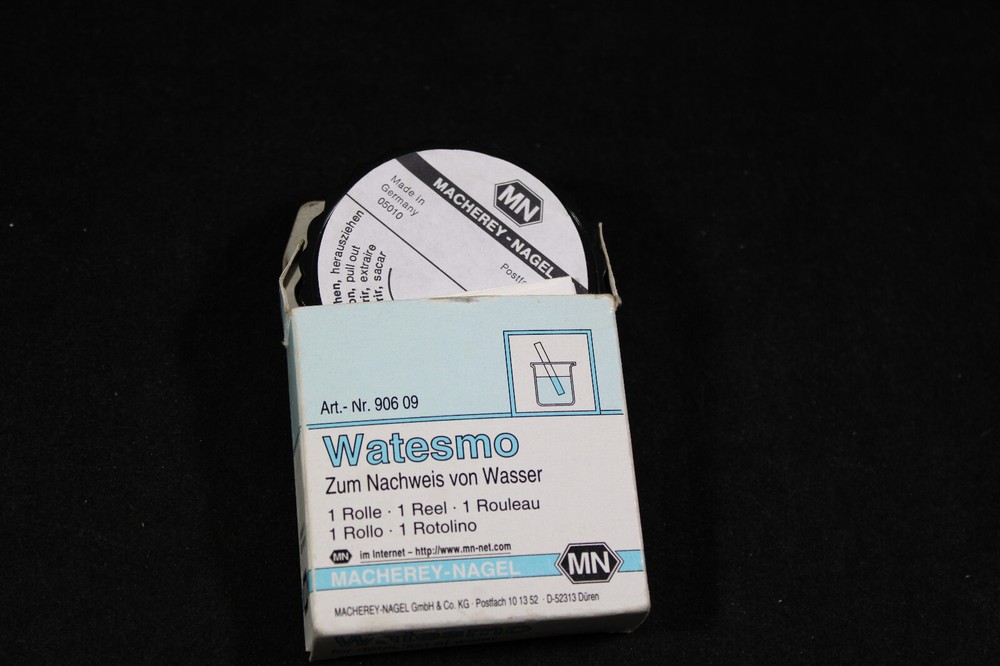 Made in
Germany
05010
MN
MACHEREY-NAGEL
herausziehen
pull out
extraire
sacar
Art.- Nr. 906 09
Watesmo
Zum Nachweis von Wasser
1 Rolle · 1 Reel · 1 Rouleau
1 Rollo · 1 Rotolino
MN im Internet – http://www.mn-net.com
MACHEREY-NAGEL MN
MACHEREY-NAGEL GmbH & Co. KG · Postfach 10 13 52 · D-52313 Düren